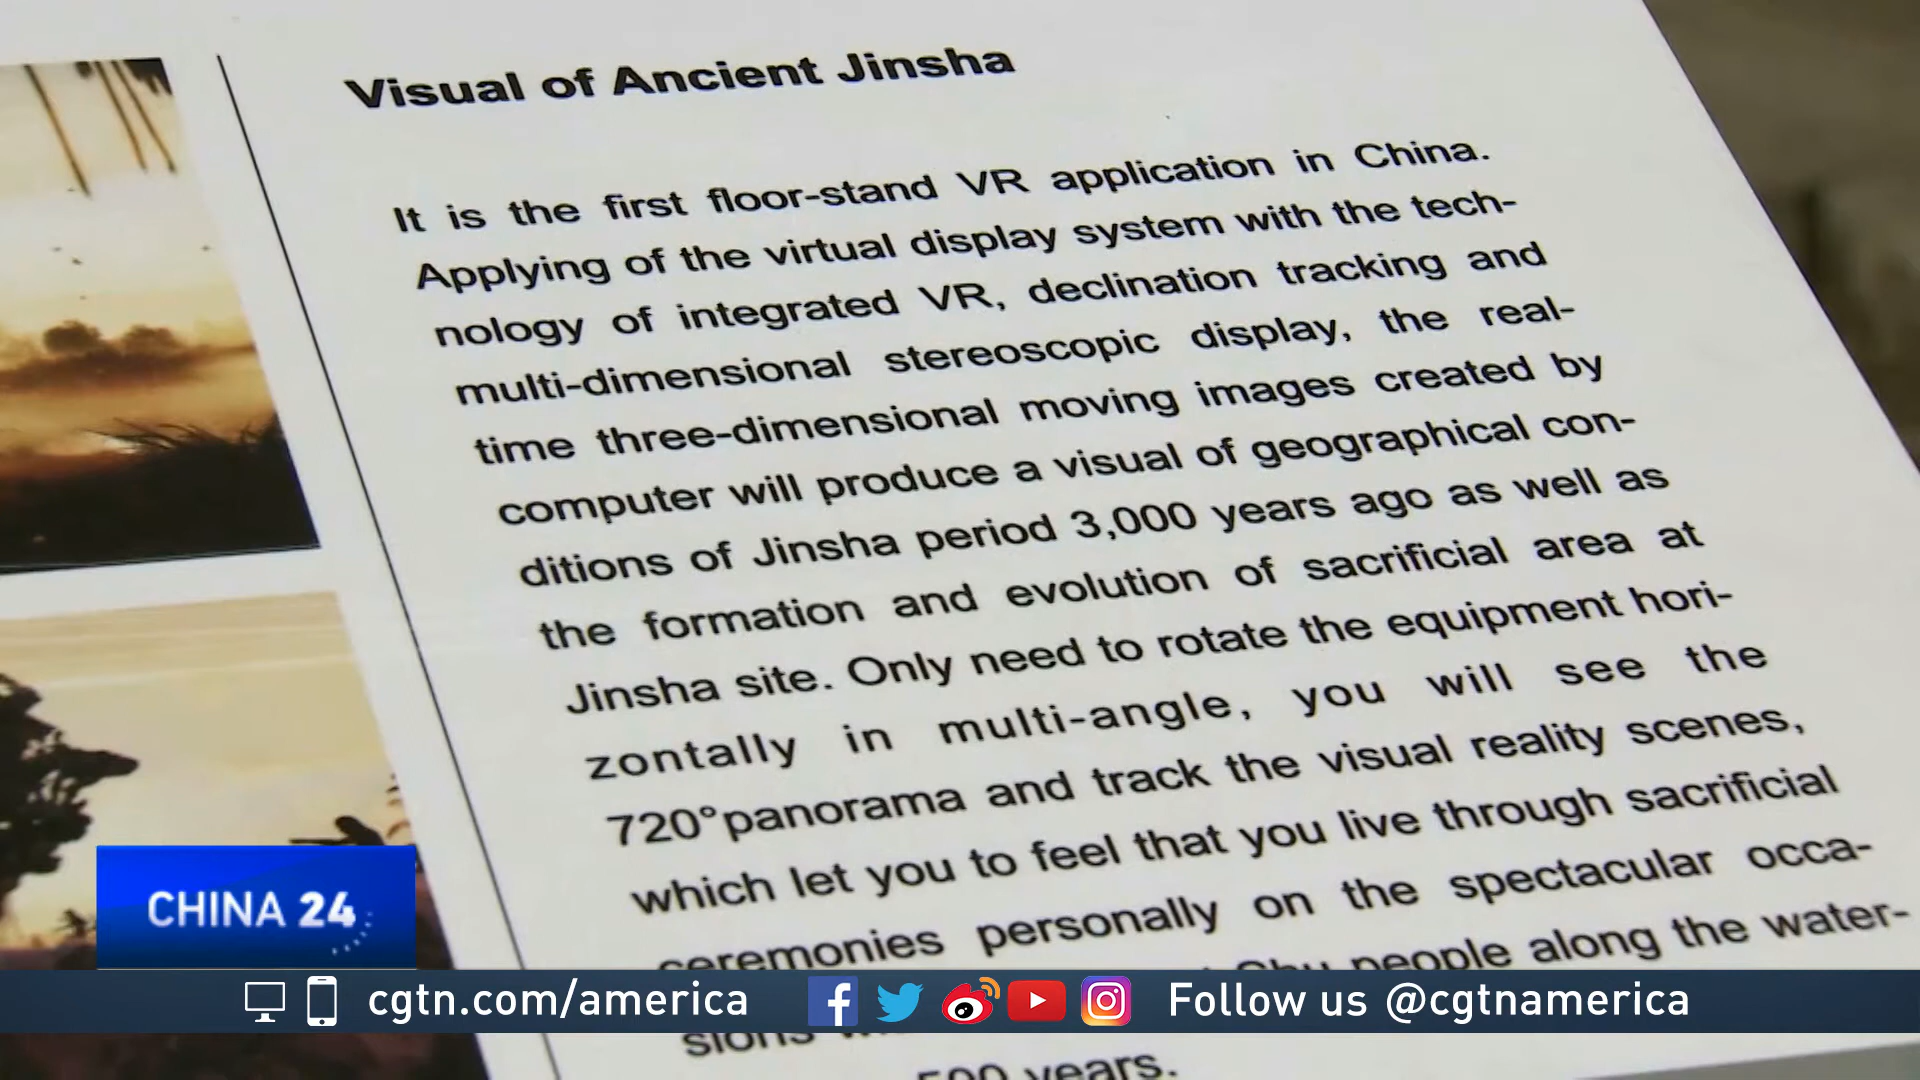 Visual of Ancient Jinsha
It is the first floor-stand VR application in China.
Applying of the virtual display system with the tech-
nology of integrated VR, declination tracking and
multi-dimensional stereoscopic display, the real-
time three-dimensional moving images created by
computer will produce a visual of geographical con-
ditions of Jinsha period 3,000 years ago as well as
the formation and evolution of sacrificial area at
Jinsha site. Only need to rotate the equipment hori-
zontally in multi-angle, you will see the
720°panorama and track the visual reality scenes,
which let you to feel that you live through sacrificial
ceremonies personally on the spectacular occa-
people along the water-
sions
years.
CHINA 24
cgtn.com/america
Follow us @cgtnamerica